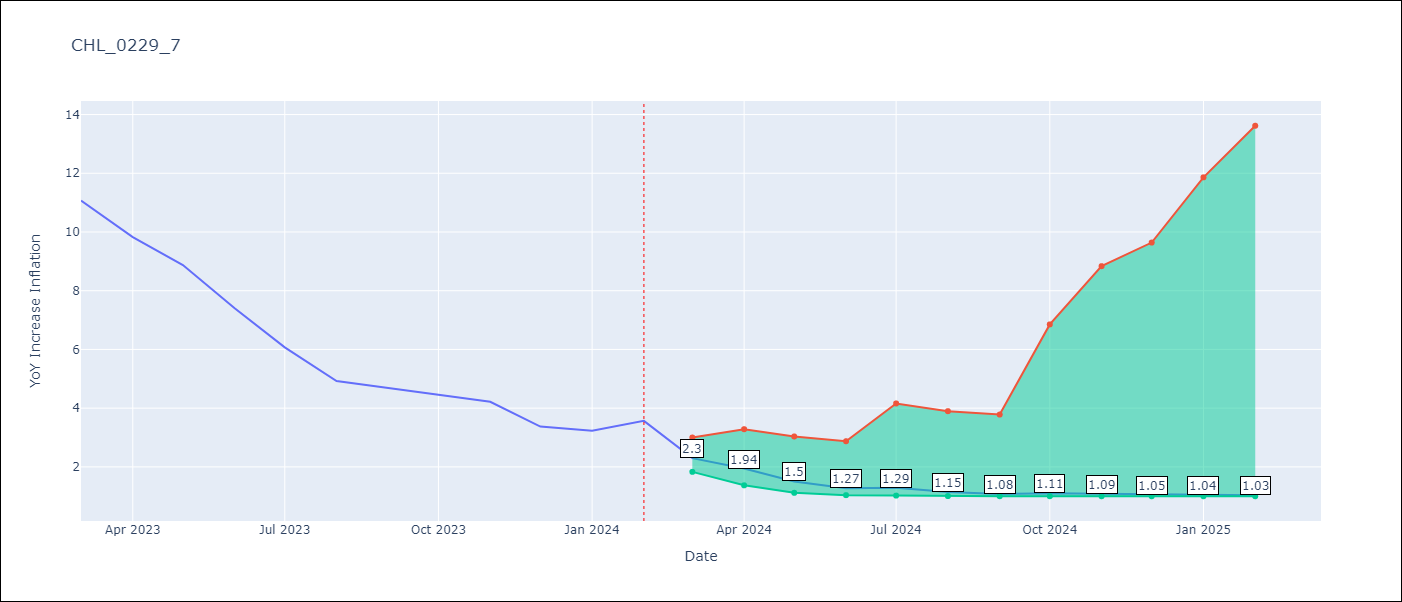 CHL_0229_7
YoY Increase Inflation
14
12
10
8
6
4
2
2.3
1.94
1.5
1.27
1.29
1.15
1.08
1.11
1.09
1.05
1.04
1.03
Apr 2023
Jul 2023
Oct 2023
Jan 2024
Apr 2024
Jul 2024
Oct 2024
Jan 2025
Date